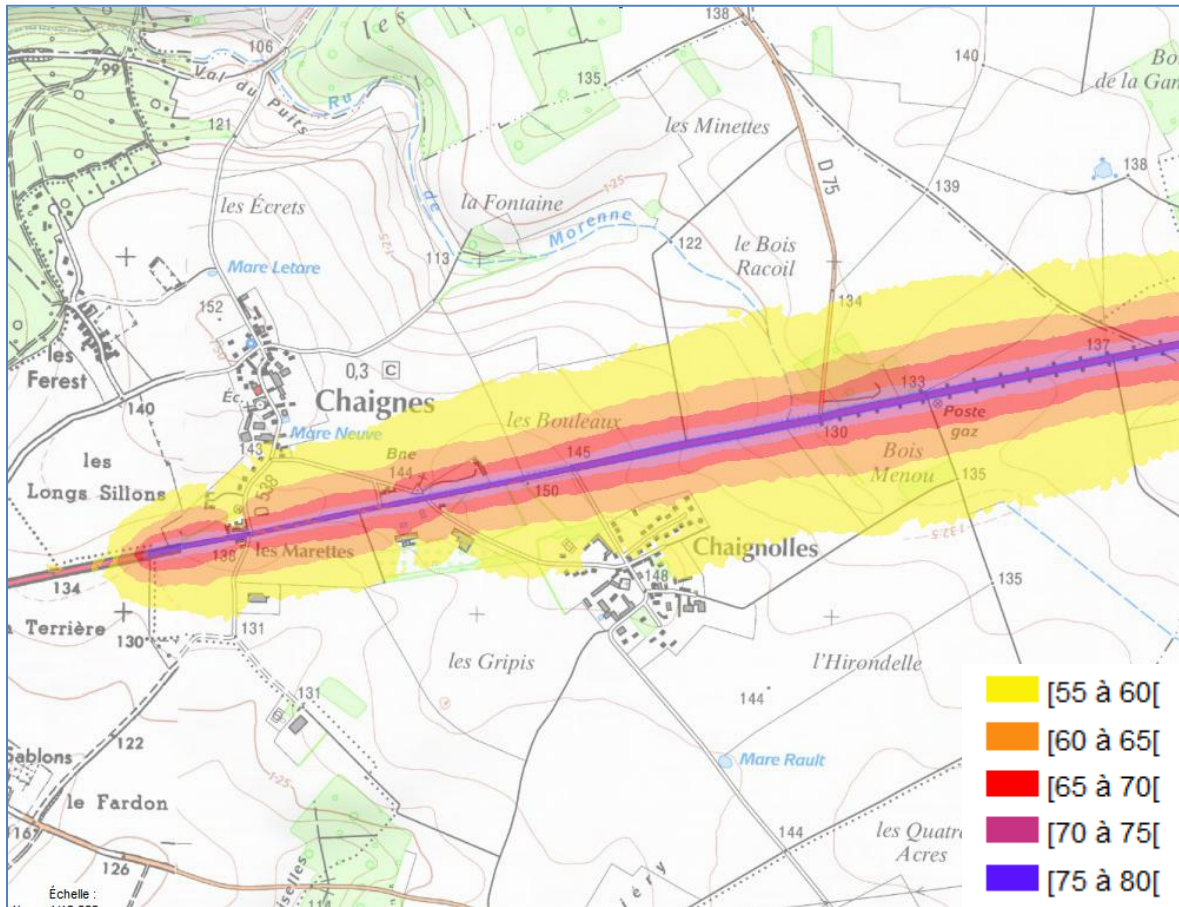 les
138
106
99
Val du Puits
Ru
135
140
Bo
de la Gar
121
les Minettes
D 75
125
138
les Écrets
la Fontaine
de
139
Morenne
122
le Bois
Racoil
113
Mare Letare
134
152
les
Ferest
0,3 C
137
Éc.
Chaignes
133
140
les Bouleaux
Poste
gaz
Mare Neuve
130
143
Bne
144
145
Bois
Menou
les
Longs Sillons
D 538
150
135
132,5
138
les Marettes
Chaignolles
134
148
135
Terrière
130
131
les Gripis
l'Hirondelle
131
144
122
Sablons
Mare Rault
le Fardon
116
144
les Quatre
Acres
126
Échelle :
[55 à 60[
[60 à 65[
[65 à 70[
[70 à 75[
[75 à 80[